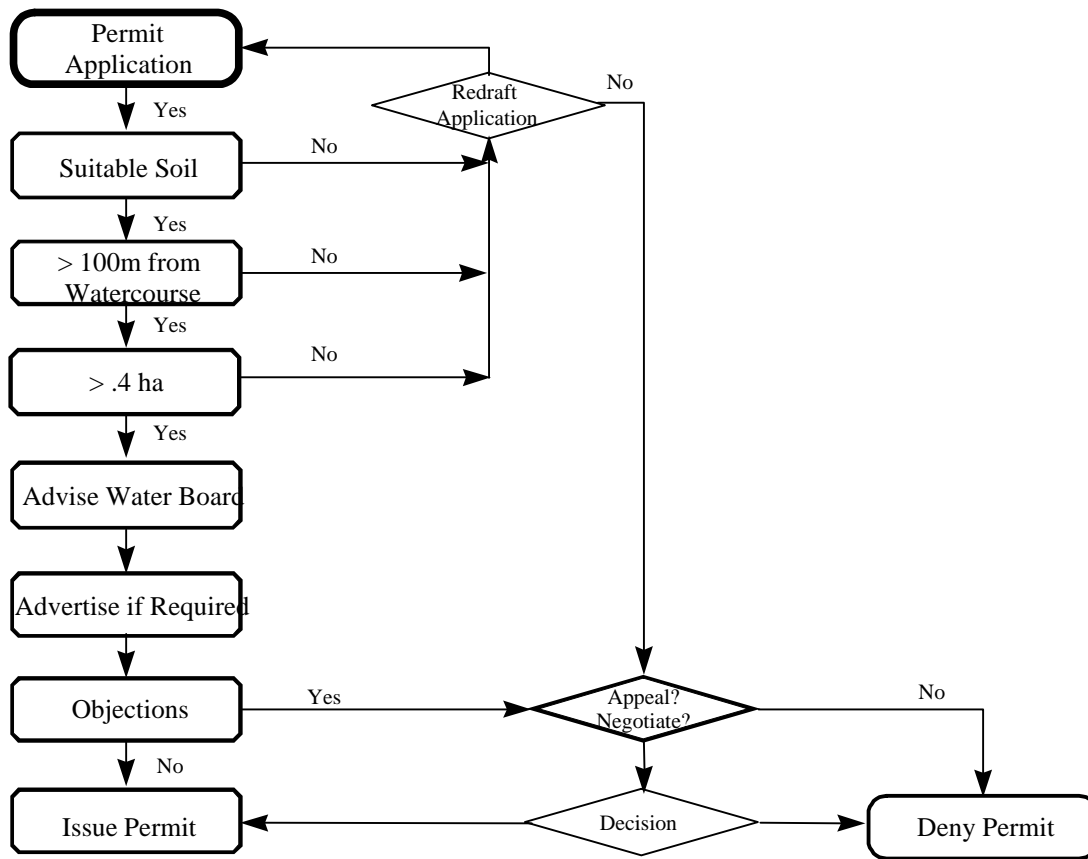 Permit
Application
No
Redraft
Application
Yes
No
Suitable Soil
Yes
No
> 100m from
Watercourse
Yes
No
> .4 ha
Yes
Advise Water Board
Advertise if Required
Objections
Yes
Appeal?
Negotiate?
No
No
Issue Permit
Decision
Deny Permit